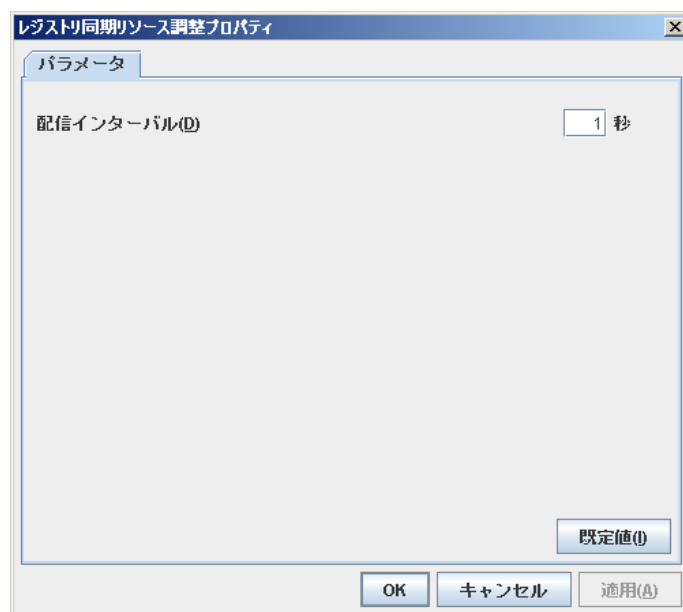 レジストリ同期リソース調整プロパティ
パラメータ
配信インターバル(D) 1 秒
既定値(I)
OK キャンセル 適用(A)